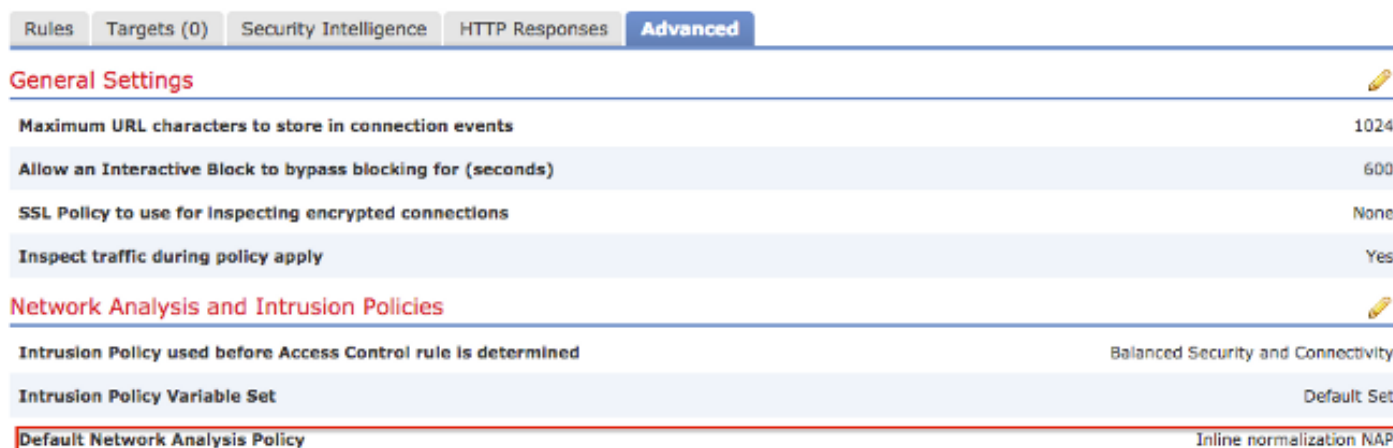 Rules Targets (0) Security Intelligence HTTP Responses Advanced
General Settings
Maximum URL characters to store in connection events 1024
Allow an Interactive Block to bypass blocking for (seconds) 600
SSL Policy to use for inspecting encrypted connections None
Inspect traffic during policy apply Yes
Network Analysis and Intrusion Policies
Intrusion Policy used before Access Control rule is determined Balanced Security and Connectivity
Intrusion Policy Variable Set Default Set
Default Network Analysis Policy Inline normalization NAP